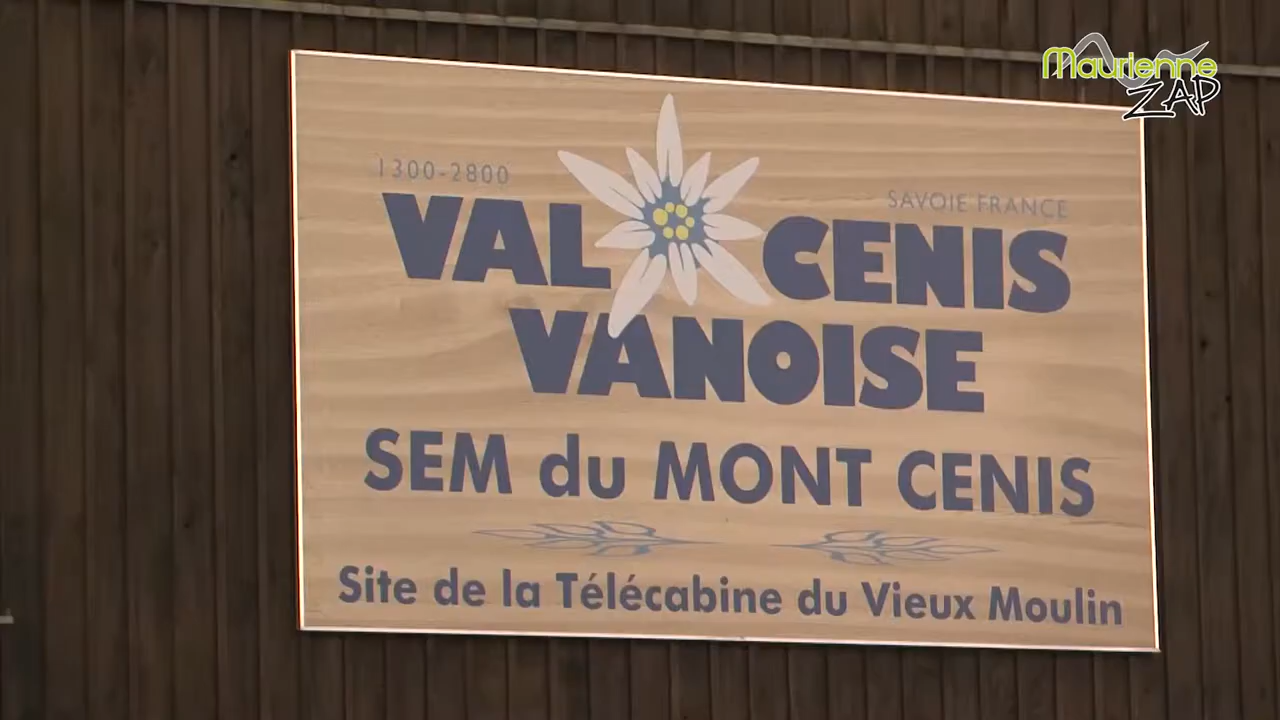 Maurienne
ZAP
1300-2800
SAVOIE FRANCE
VAL CENIS
VANOISE
SEM du MONT CENIS
Site de la Télécabine du Vieux Moulin